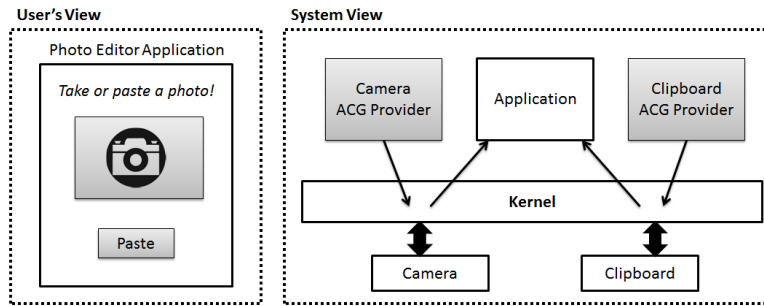 User's View
Photo Editor Application
Take or paste a photo!
Paste
System View
Camera
ACG Provider
Application
Clipboard
ACG Provider
Kernel
Camera
Clipboard